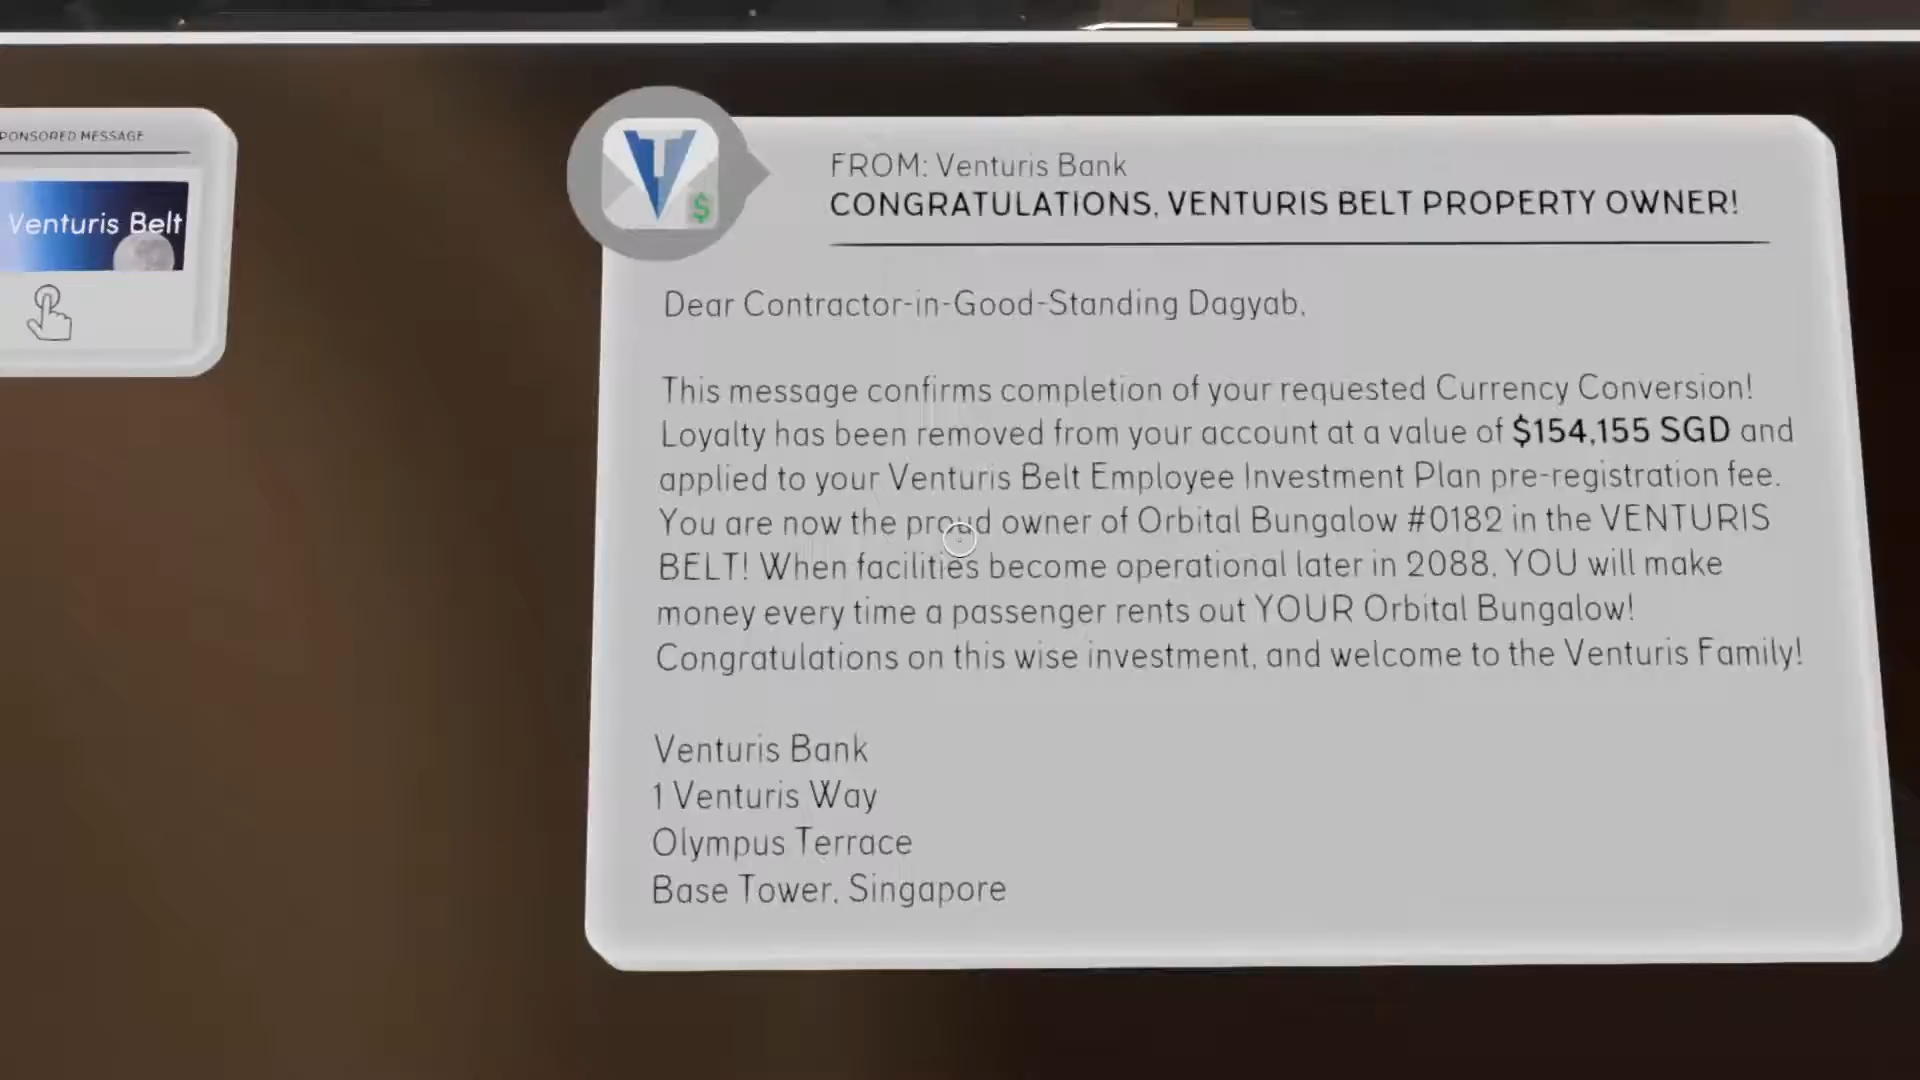 PONSORED MESSAGE
Venturis Belt
T
$
FROM: Venturis Bank
CONGRATULATIONS, VENTURIS BELT PROPERTY OWNER!
Dear Contractor-in-Good-Standing Dagyab,
This message confirms completion of your requested Currency Conversion!
Loyalty has been removed from your account at a value of $154,155 SGD and
applied to your Venturis Belt Employee Investment Plan pre-registration fee.
You are now the proud owner of Orbital Bungalow #0182 in the VENTURIS
BELT! When facilities become operational later in 2088, YOU will make
money every time a passenger rents out YOUR Orbital Bungalow!
Congratulations on this wise investment, and welcome to the Venturis Family!
Venturis Bank
1 Venturis Way
Olympus Terrace
Base Tower, Singapore